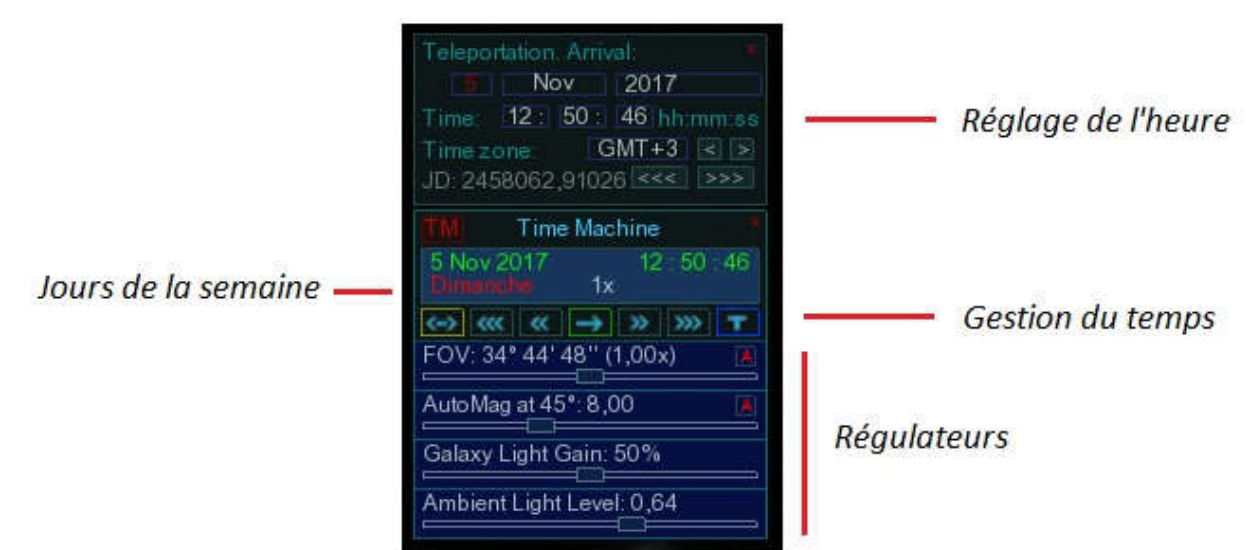 Teleportation. Arrival: x
5 Nov 2017
Time: 12 : 50 : 46 hh:mm:ss
Time zone: GMT+3 < >
JD: 2458062,91026 <<< >>>
Réglage de l'heure
TM Time Machine x
5 Nov 2017 12 : 50 : 46
Dimanche 1x
Jours de la semaine
<-> <<< << → >> >>> T
Gestion du temps
FOV: 34° 44' 48'' (1,00x) A
AutoMag at 45°: 8,00 A
Galaxy Light Gain: 50%
Ambient Light Level: 0,64
Régulateurs